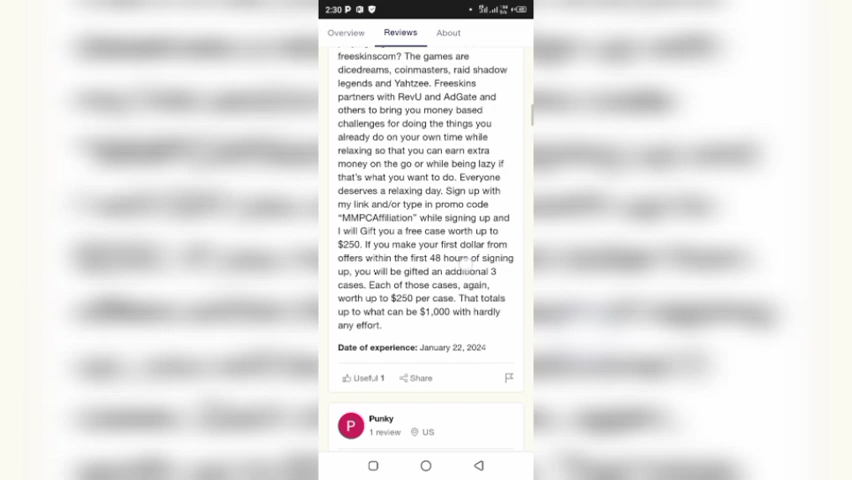 2:30 P
Overview Reviews About
freeskinscom? The games are
dicedreams, coinmasters, raid shadow
legends and Yahtzee. Freeskins
partners with RevU and AdGate and
others to bring you money based
challenges for doing the things you
already do on your own time while
relaxing so that you can earn extra
money on the go or while being lazy if
that's what you want to do. Everyone
deserves a relaxing day. Sign up with
my link and/or type in promo code
“MMPCAffiliation” while signing up and
I will Gift you a free case worth up to
$250. If you make your first dollar from
offers within the first 48 hours of signing
up, you will be gifted an additional 3
cases. Each of those cases, again,
worth up to $250 per case. That totals
up to what can be $1,000 with hardly
any effort.
Date of experience: January 22, 2024
Useful 1 Share
P
Punky
1 review US